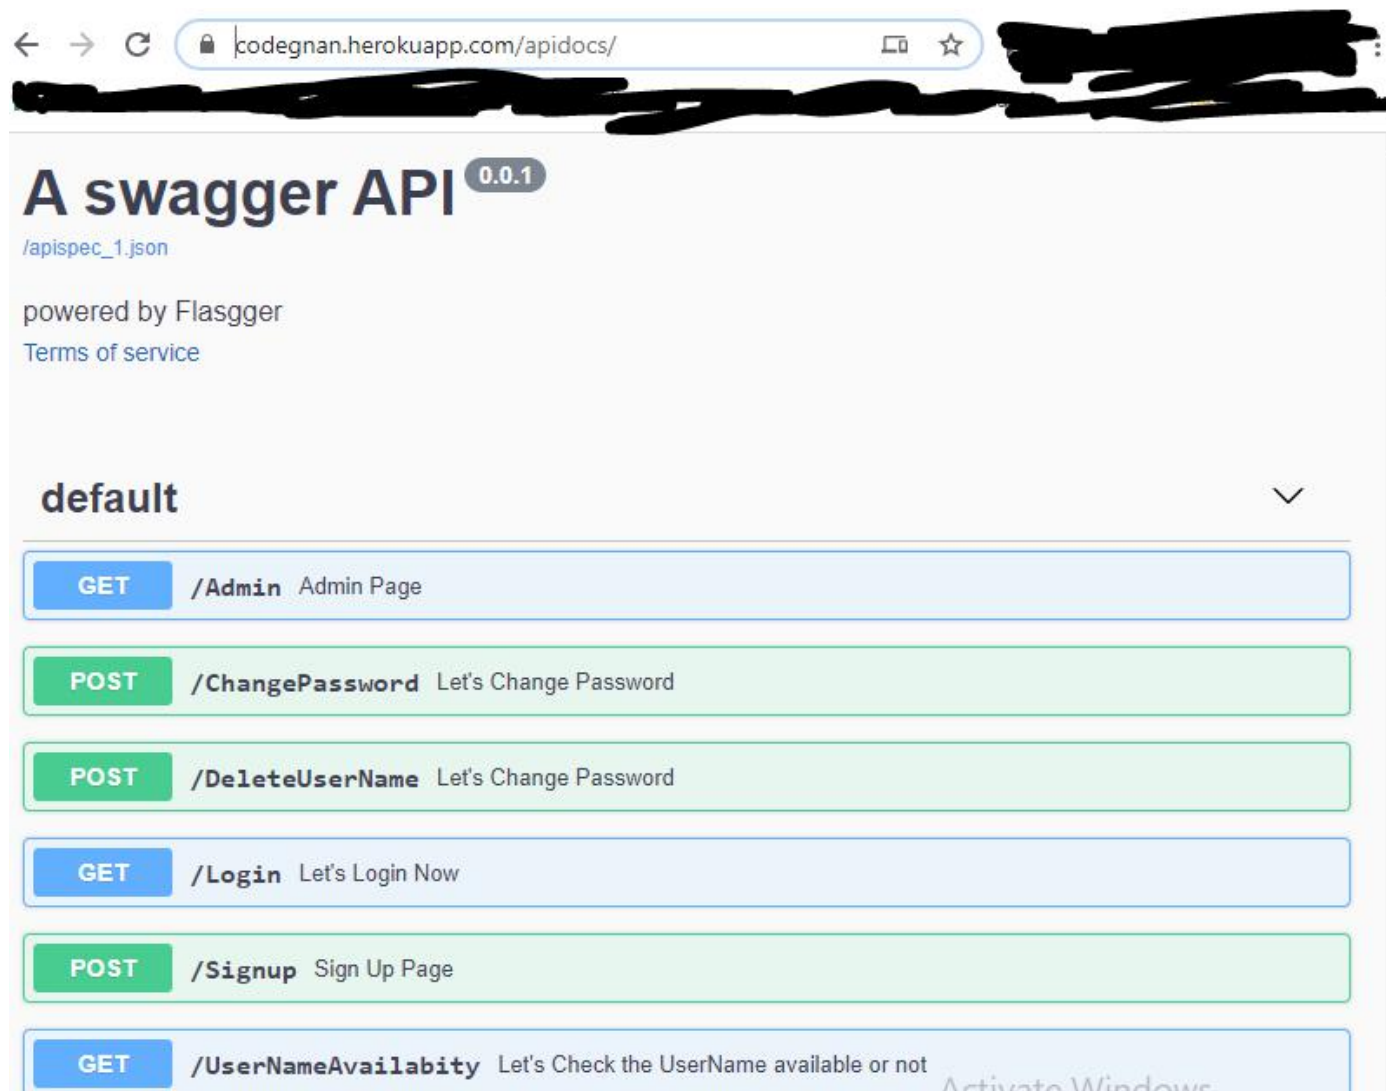 codegnan.herokuapp.com/apidocs/
A swagger API 0.0.1
/apispec_1.json
powered by Flasgger
Terms of service
default
GET /Admin Admin Page
POST /ChangePassword Let's Change Password
POST /DeleteUserName Let's Change Password
GET /Login Let's Login Now
POST /Signup Sign Up Page
GET /UserNameAvailabity Let's Check the UserName available or not
Activate Windows